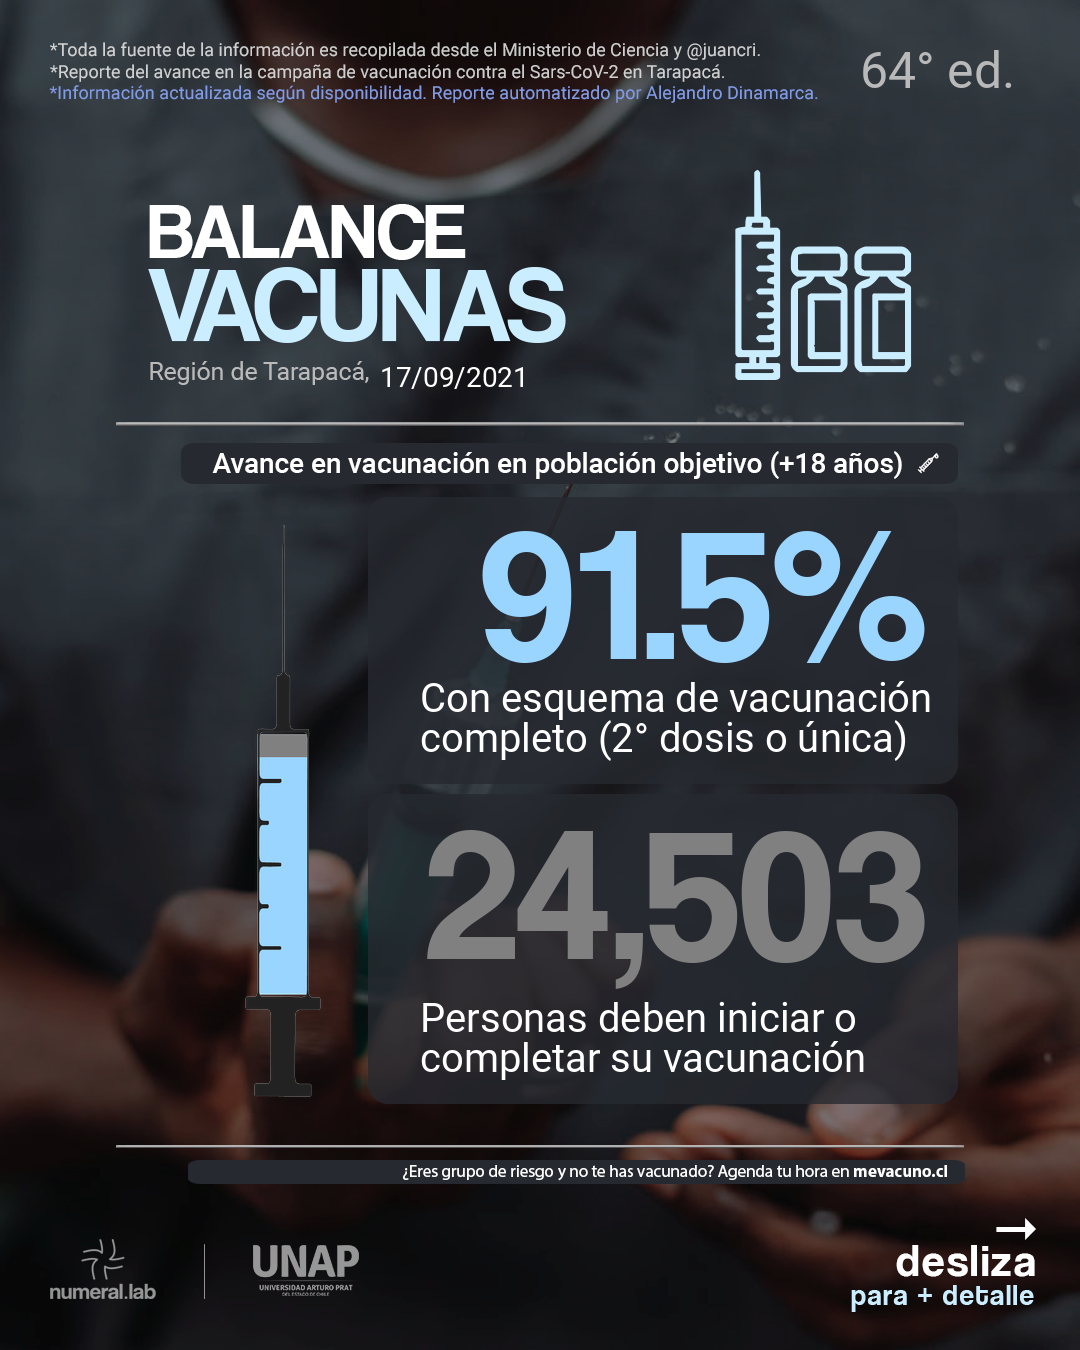 *Toda la fuente de la información es recopilada desde el Ministerio de Ciencia y @juancri.
*Reporte del avance en la campaña de vacunación contra el Sars-CoV-2 en Tarapacá.
*Información actualizada según disponibilidad. Reporte automatizado por Alejandro Dinamarca.
64° ed.
BALANCE
VACUNAS
Región de Tarapacá, 17/09/2021
Avance en vacunación en población objetivo (+18 años)
91.5%
Con esquema de vacunación
completo (2° dosis o única)
24,503
Personas deben iniciar o
completar su vacunación
¿Eres grupo de riesgo y no te has vacunado? Agenda tu hora en mevacuno.cl
numeral.lab
UNAP
UNIVERSIDAD ARTURO PRAT
DEL ESTADO DE CHILE
desliza
para + detalle